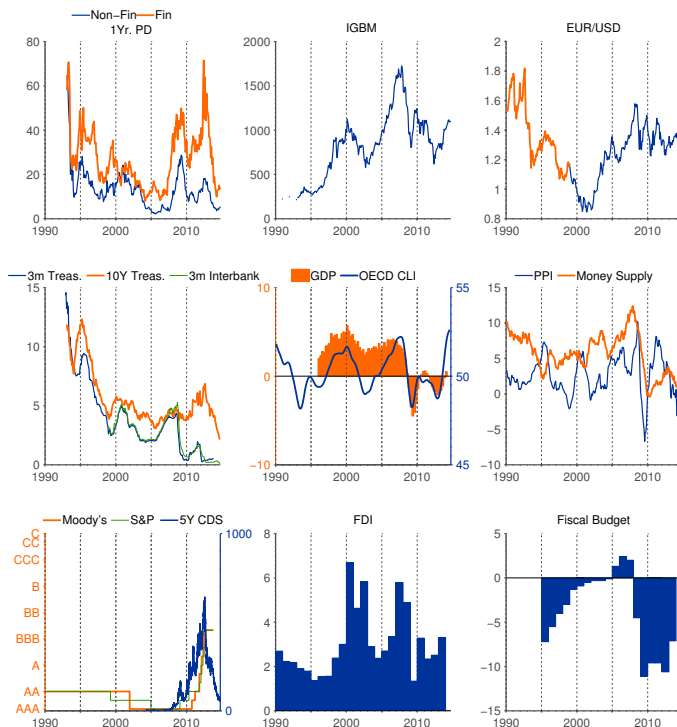 Non−Fin Fin
1Yr. PD
80
60
40
20
0
1990 2000 2010
IGBM
2000
1500
1000
500
0
1990 2000 2010
EUR/USD
2
1.8
1.6
1.4
1.2
1
0.8
1990 2000 2010
3m Treas. 10Y Treas. 3m Interbank
15
10
5
0
1990 2000 2010
GDP OECD CLI
10
0
−10
55
50
45
1990 2000 2010
PPI Money Supply
15
10
5
0
−5
−10
1990 2000 2010
Moody's S&P 5Y CDS
C
CC
CCC
B
BB
BBB
A
AA
AAA
1000
0
1990 2000 2010
FDI
8
6
4
2
0
1990 2000 2010
Fiscal Budget
5
0
−5
−10
−15
1990 2000 2010